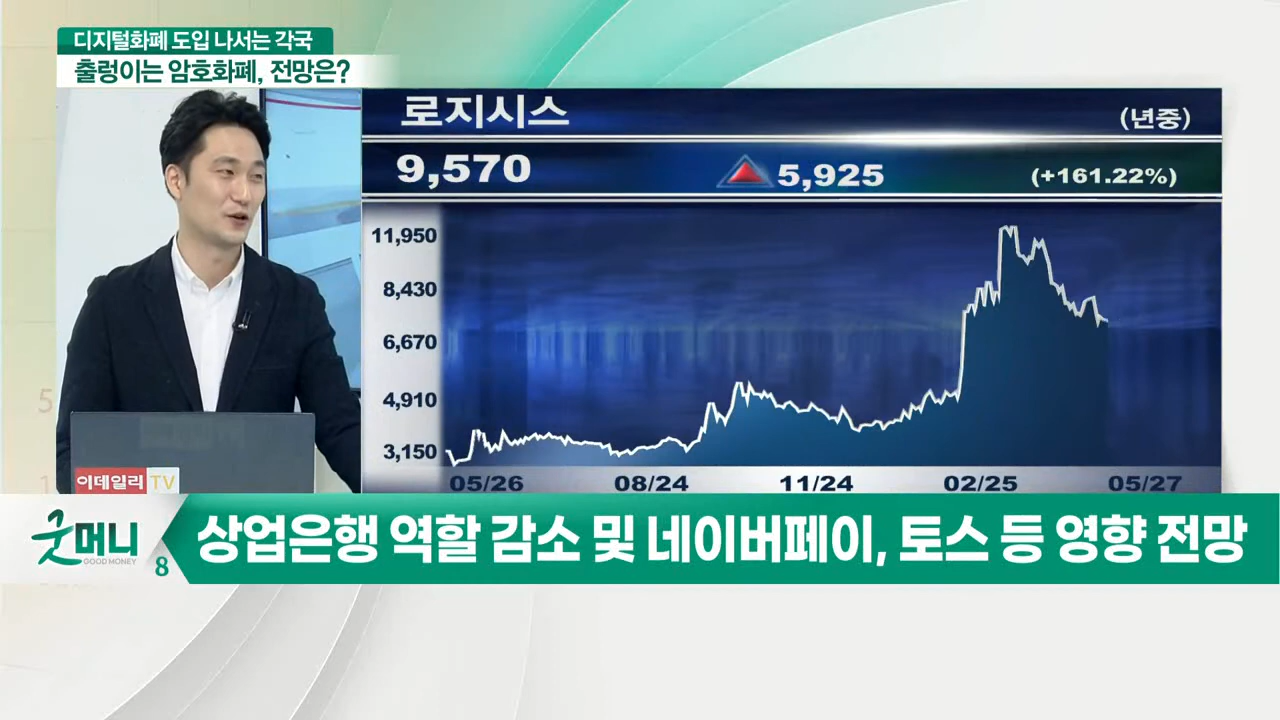 디지털화폐 도입 나서는 각국
출렁이는 암호화폐, 전망은?
로지시스
(년중)
9,570
5,925
(+161.22%)
11,950
8,430
6,670
4,910
3,150
05/26
08/24
11/24
02/25
05/27
이데일리 TV
굿머니
GOOD MONEY
8
상업은행 역할 감소 및 네이버페이, 토스 등 영향 전망
5
1